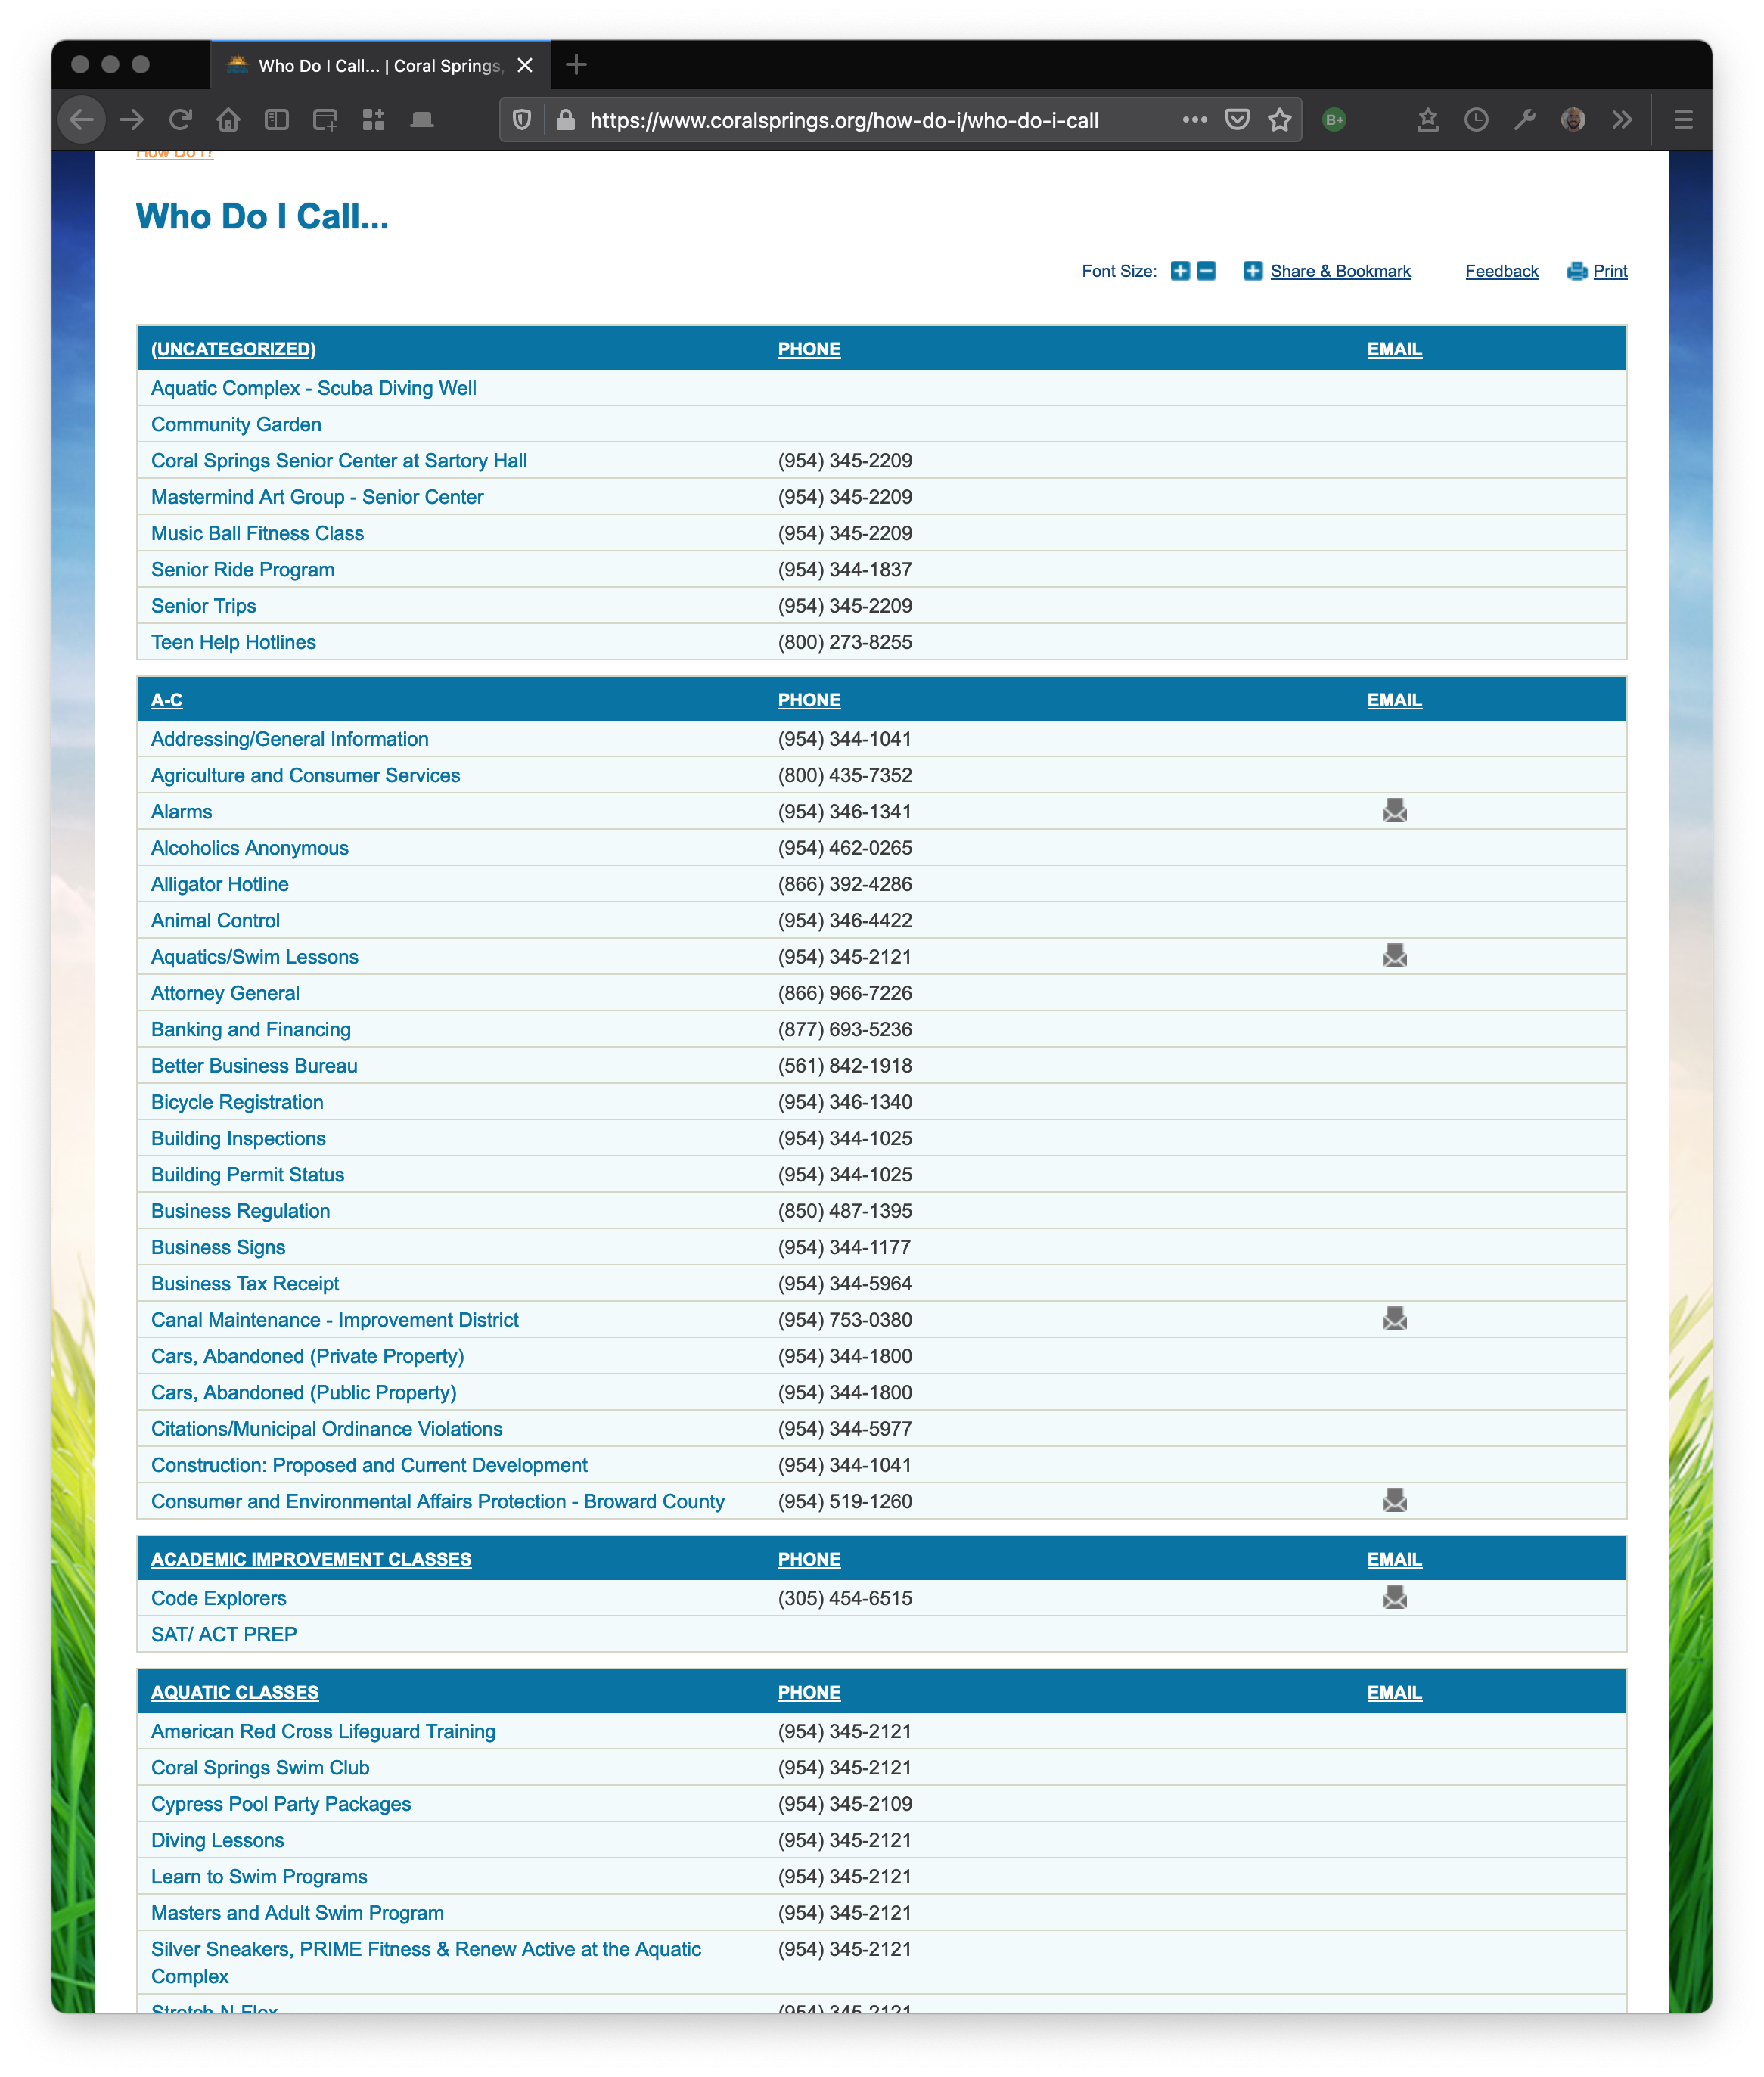 Who Do I Call... | Coral Springs,
https://www.coralsprings.org/how-do-i/who-do-i-call
B+
How Do I?
Who Do I Call...
Font Size: Share & Bookmark Feedback Print
(UNCATEGORIZED) PHONE EMAIL
Aquatic Complex - Scuba Diving Well
Community Garden
Coral Springs Senior Center at Sartory Hall (954) 345-2209
Mastermind Art Group - Senior Center (954) 345-2209
Music Ball Fitness Class (954) 345-2209
Senior Ride Program (954) 344-1837
Senior Trips (954) 345-2209
Teen Help Hotlines (800) 273-8255
A-C PHONE EMAIL
Addressing/General Information (954) 344-1041
Agriculture and Consumer Services (800) 435-7352
Alarms (954) 346-1341
Alcoholics Anonymous (954) 462-0265
Alligator Hotline (866) 392-4286
Animal Control (954) 346-4422
Aquatics/Swim Lessons (954) 345-2121
Attorney General (866) 966-7226
Banking and Financing (877) 693-5236
Better Business Bureau (561) 842-1918
Bicycle Registration (954) 346-1340
Building Inspections (954) 344-1025
Building Permit Status (954) 344-1025
Business Regulation (850) 487-1395
Business Signs (954) 344-1177
Business Tax Receipt (954) 344-5964
Canal Maintenance - Improvement District (954) 753-0380
Cars, Abandoned (Private Property) (954) 344-1800
Cars, Abandoned (Public Property) (954) 344-1800
Citations/Municipal Ordinance Violations (954) 344-5977
Construction: Proposed and Current Development (954) 344-1041
Consumer and Environmental Affairs Protection - Broward County (954) 519-1260
ACADEMIC IMPROVEMENT CLASSES PHONE EMAIL
Code Explorers (305) 454-6515
SAT/ ACT PREP
AQUATIC CLASSES PHONE EMAIL
American Red Cross Lifeguard Training (954) 345-2121
Coral Springs Swim Club (954) 345-2121
Cypress Pool Party Packages (954) 345-2109
Diving Lessons (954) 345-2121
Learn to Swim Programs (954) 345-2121
Masters and Adult Swim Program (954) 345-2121
Silver Sneakers, PRIME Fitness & Renew Active at the Aquatic (954) 345-2121
Complex
Stretch-N-Flex (954) 345-2121